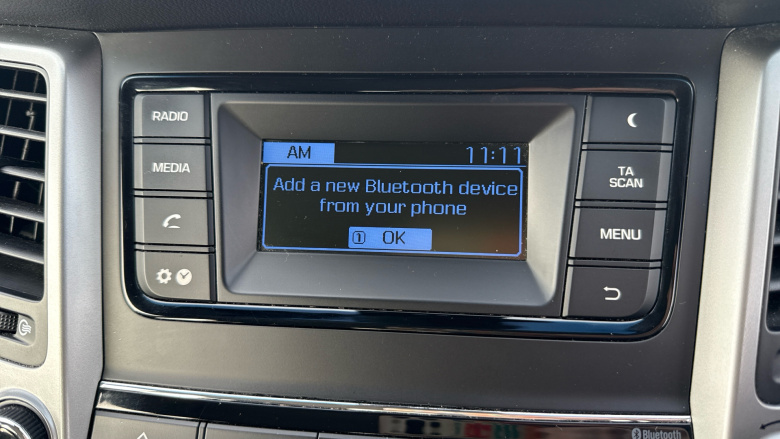 RADIO
MEDIA
AM 11:11
Add a new Bluetooth device
from your phone
1 OK
TA
SCAN
MENU
Bluetooth